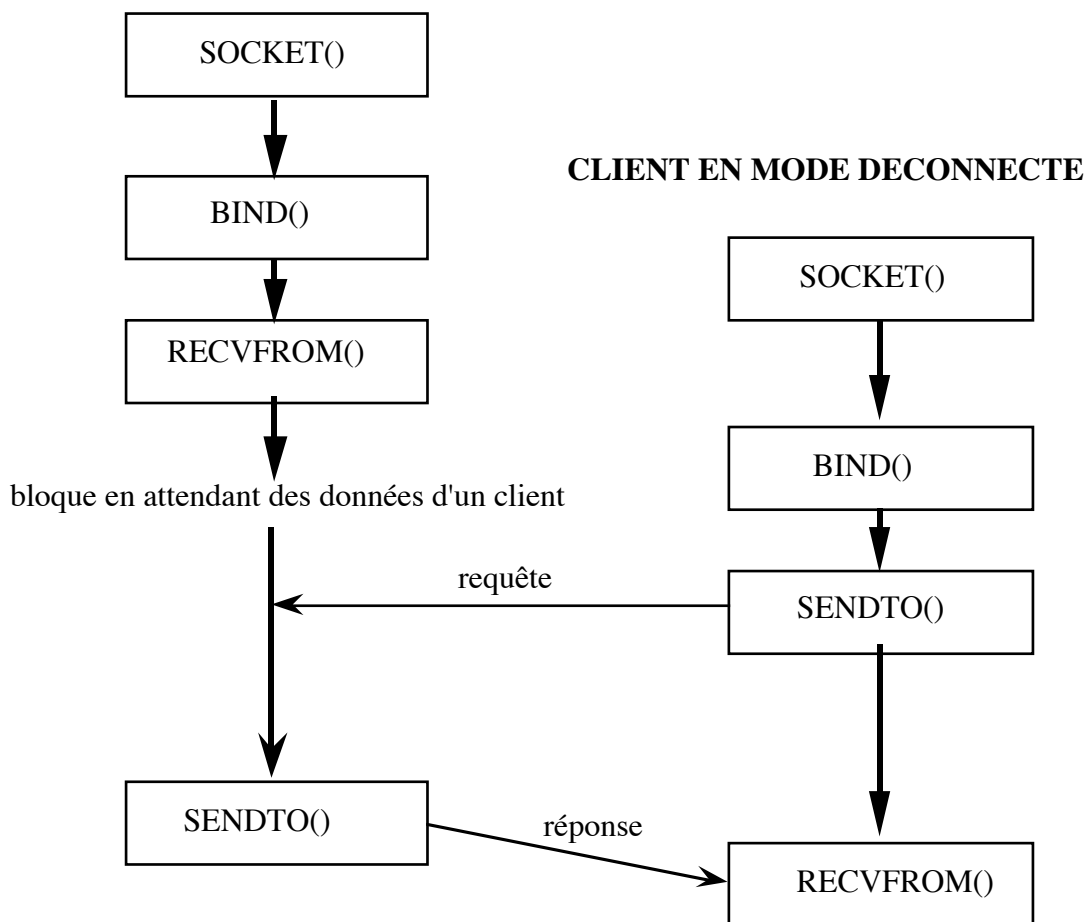 SOCKET()
BIND()
RECVFROM()
bloque en attendant des données d'un client
SENDTO()
CLIENT EN MODE DECONNECTE
SOCKET()
BIND()
requête
SENDTO()
réponse
RECVFROM()